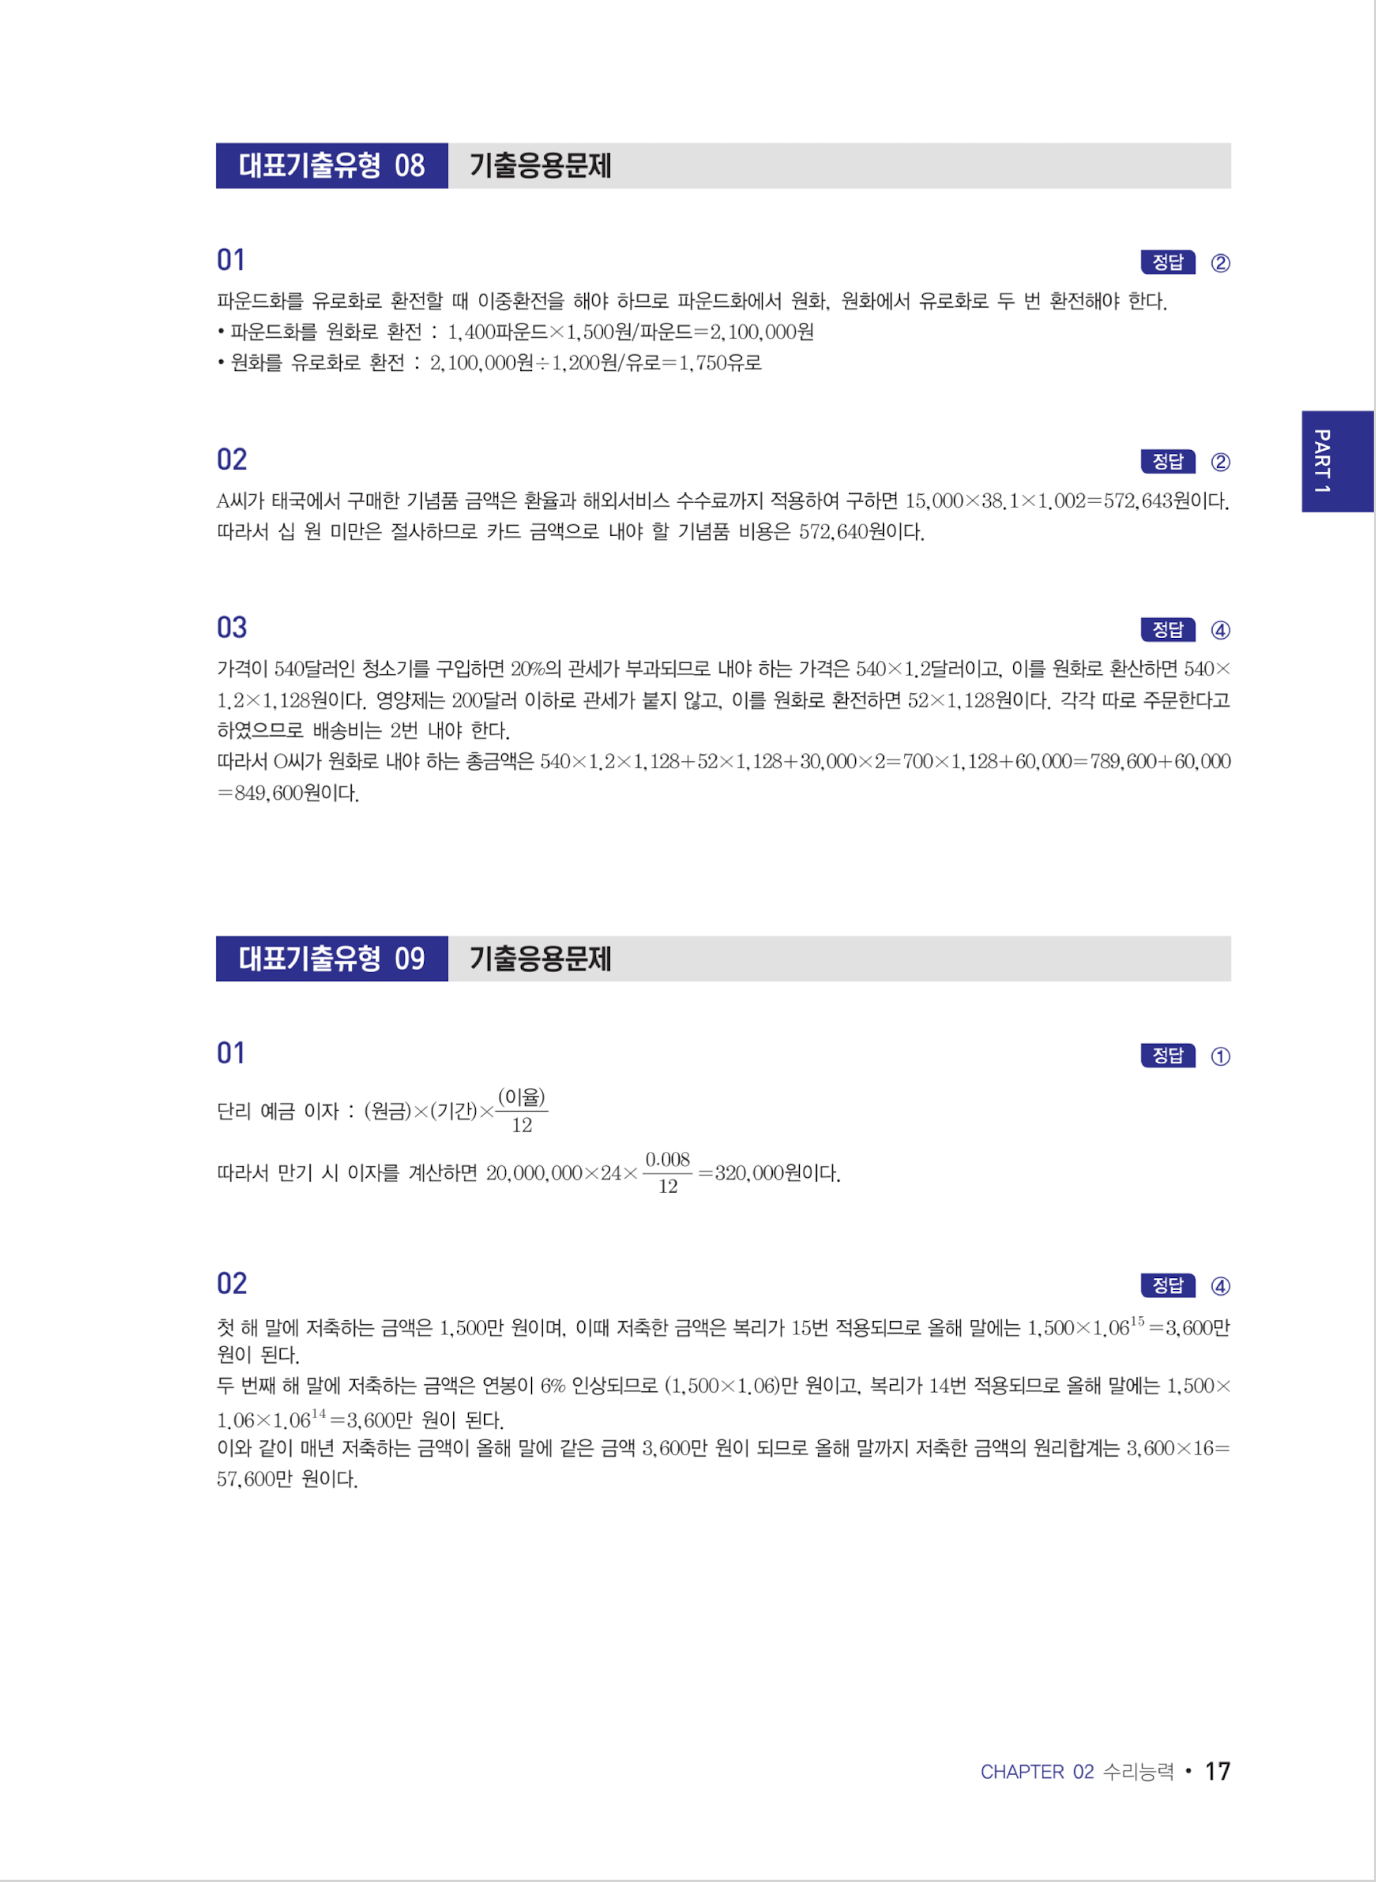 대표기출유형 08 기출응용문제
01 정답 ②
파운드화를 유로화로 환전할 때 이중환전을 해야 하므로 파운드화에서 원화, 원화에서 유로화로 두 번 환전해야 한다.
• 파운드화를 원화로 환전 : 1,400파운드×1,500원/파운드=2,100,000원
• 원화를 유로화로 환전 : 2,100,000원÷1,200원/유로=1,750유로
PART 1
02 정답 ②
A씨가 태국에서 구매한 기념품 금액은 환율과 해외서비스 수수료까지 적용하여 구하면 15,000×38.1×1.002=572,643원이다.
따라서 십 원 미만은 절사하므로 카드 금액으로 내야 할 기념품 비용은 572,640원이다.
03 정답 ④
가격이 540달러인 청소기를 구입하면 20%의 관세가 부과되므로 내야 하는 가격은 540×1.2달러이고, 이를 원화로 환산하면 540×
1.2×1,128원이다. 영양제는 200달러 이하로 관세가 붙지 않고, 이를 원화로 환전하면 52×1,128원이다. 각각 따로 주문한다고
하였으므로 배송비는 2번 내야 한다.
따라서 O씨가 원화로 내야 하는 총금액은 540×1.2×1,128+52×1,128+30,000×2=700×1,128+60,000=789,600+60,000
=849,600원이다.
대표기출유형 09 기출응용문제
01 정답 ①
단리 예금 이자 : (원금)×(기간)×(이율)/12
따라서 만기 시 이자를 계산하면 20,000,000×24×0.008/12=320,000원이다.
02 정답 ④
첫 해 말에 저축하는 금액은 1,500만 원이며, 이때 저축한 금액은 복리가 15번 적용되므로 올해 말에는 1,500×1.06¹⁵=3,600만
원이 된다.
두 번째 해 말에 저축하는 금액은 연봉이 6% 인상되므로 (1,500×1.06)만 원이고, 복리가 14번 적용되므로 올해 말에는 1,500×
1.06×1.06¹⁴=3,600만 원이 된다.
이와 같이 매년 저축하는 금액이 올해 말에 같은 금액 3,600만 원이 되므로 올해 말까지 저축한 금액의 원리합계는 3,600×16=
57,600만 원이다.
CHAPTER 02 수리능력 • 17